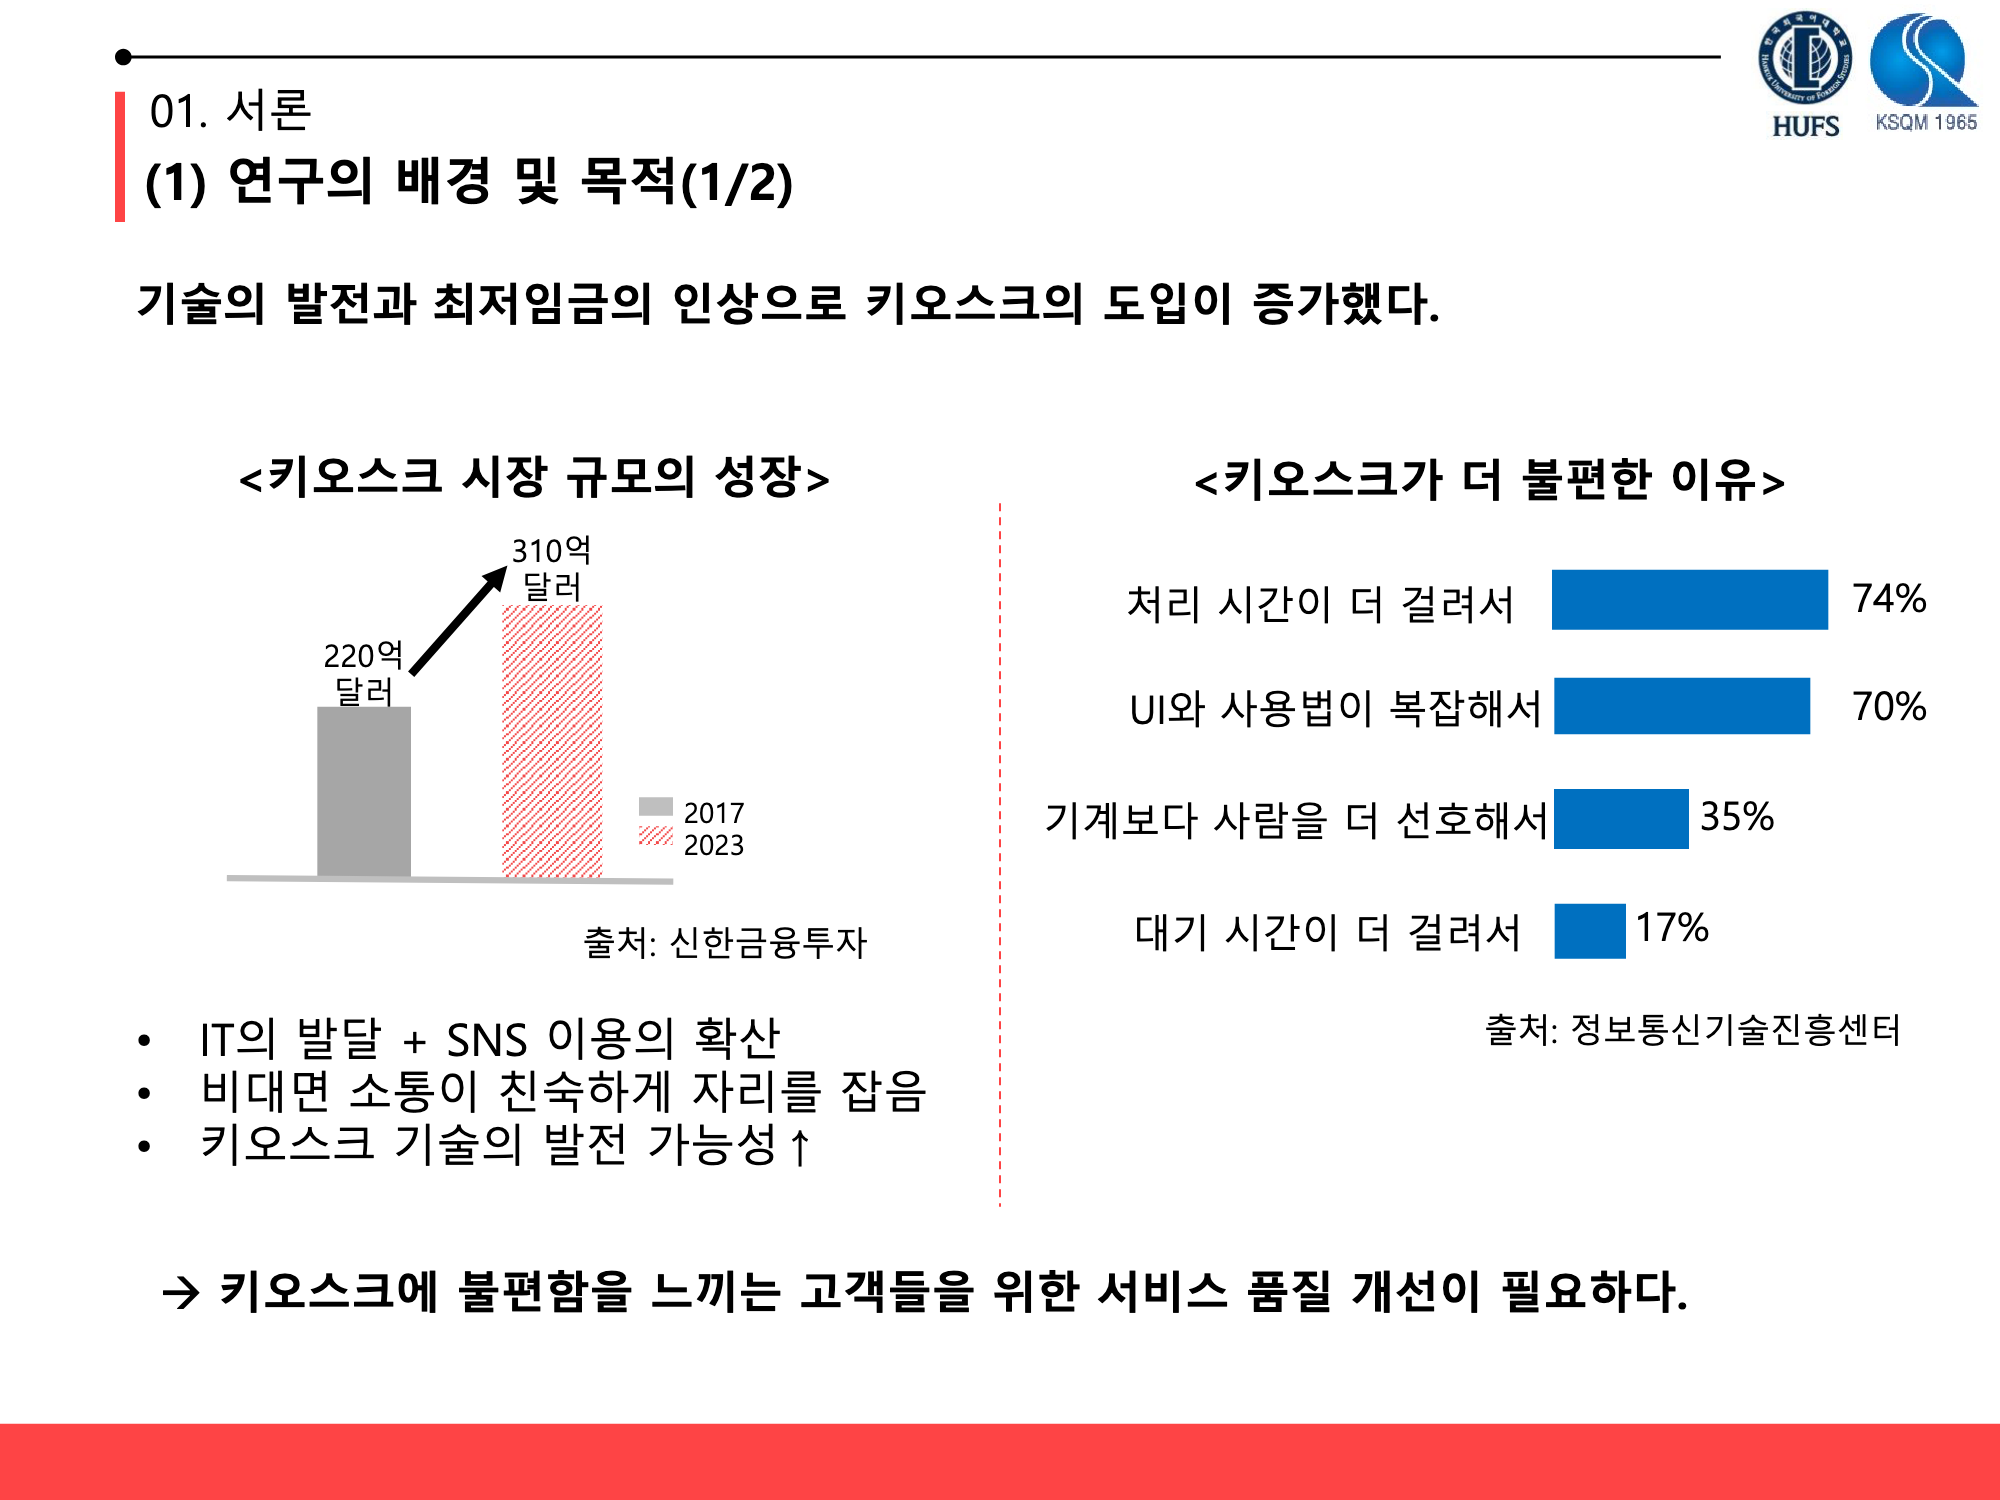 01. 서론
(1) 연구의 배경 및 목적(1/2)
HUFS
KSQM 1965
기술의 발전과 최저임금의 인상으로 키오스크의 도입이 증가했다.
<키오스크 시장 규모의 성장>
310억
달러
220억
달러
2017
2023
출처: 신한금융투자
• IT의 발달 + SNS 이용의 확산
• 비대면 소통이 친숙하게 자리를 잡음
• 키오스크 기술의 발전 가능성↑
<키오스크가 더 불편한 이유>
처리 시간이 더 걸려서 74%
UI와 사용법이 복잡해서 70%
기계보다 사람을 더 선호해서 35%
대기 시간이 더 걸려서 17%
출처: 정보통신기술진흥센터
→ 키오스크에 불편함을 느끼는 고객들을 위한 서비스 품질 개선이 필요하다.